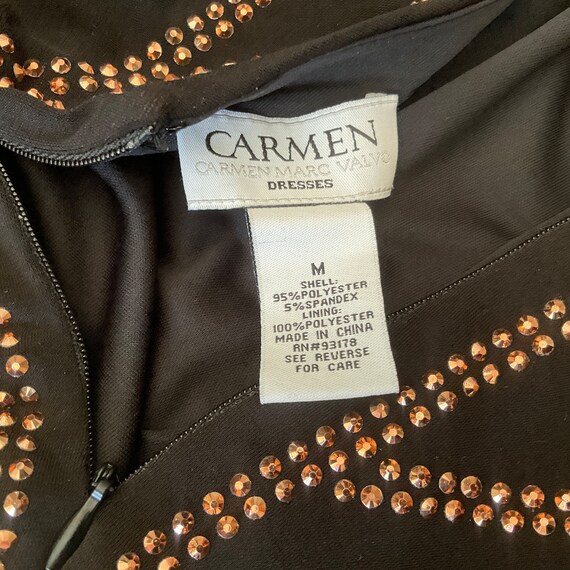 CARMEN
CARMEN MARC VALVO
DRESSES
M
SHELL:
95%POLYESTER
5%SPANDEX
LINING:
100%POLYESTER
MADE IN CHINA
RN#93178
SEE REVERSE
FOR CARE